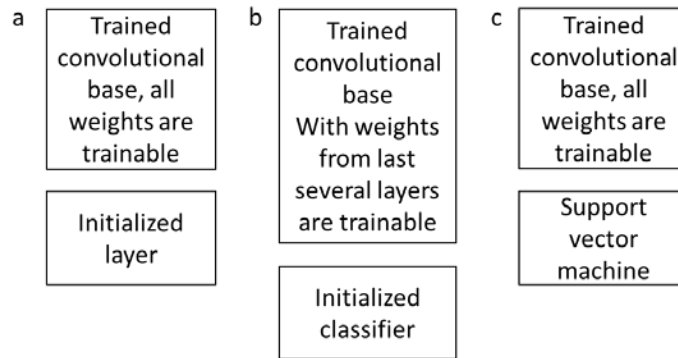 a
Trained
convolutional
base, all
weights are
trainable
Initialized
layer
b
Trained
convolutional
base
With weights
from last
several layers
are trainable
Initialized
classifier
c
Trained
convolutional
base, all
weights are
trainable
Support
vector
machine